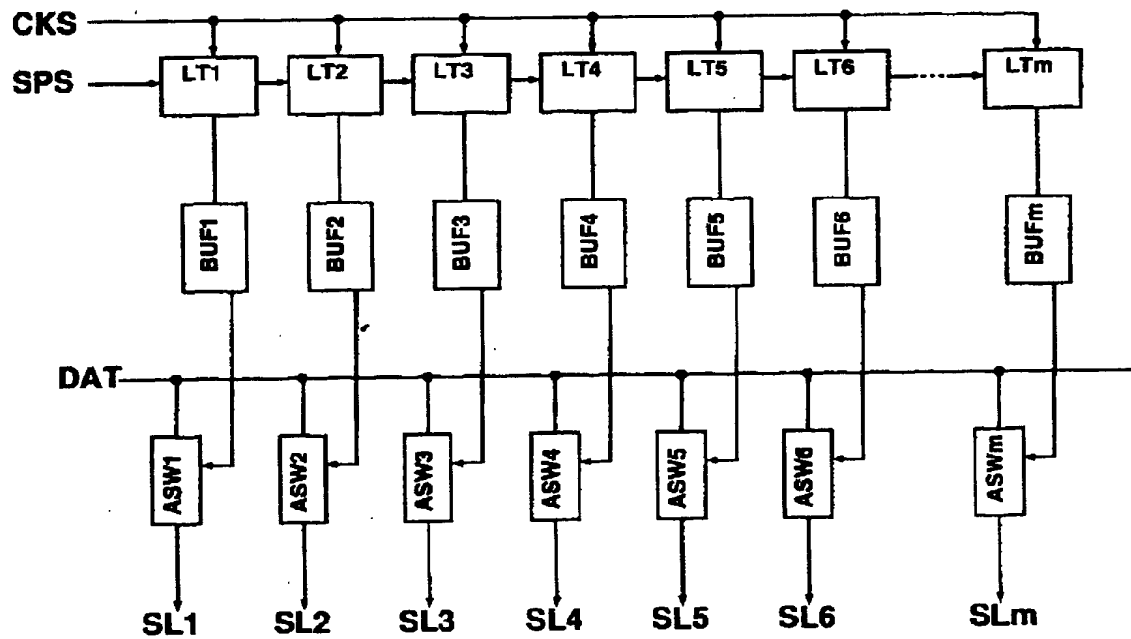 CKS
LT1 LT2 LT3 LT4 LT5 LT6 LTm
SPS
BUF1 BUF2 BUF3 BUF4 BUF5 BUF6 BUFm
DAT
ASW1 ASW2 ASW3 ASW4 ASW5 ASW6 ASWm
SL1 SL2 SL3 SL4 SL5 SL6 SLm